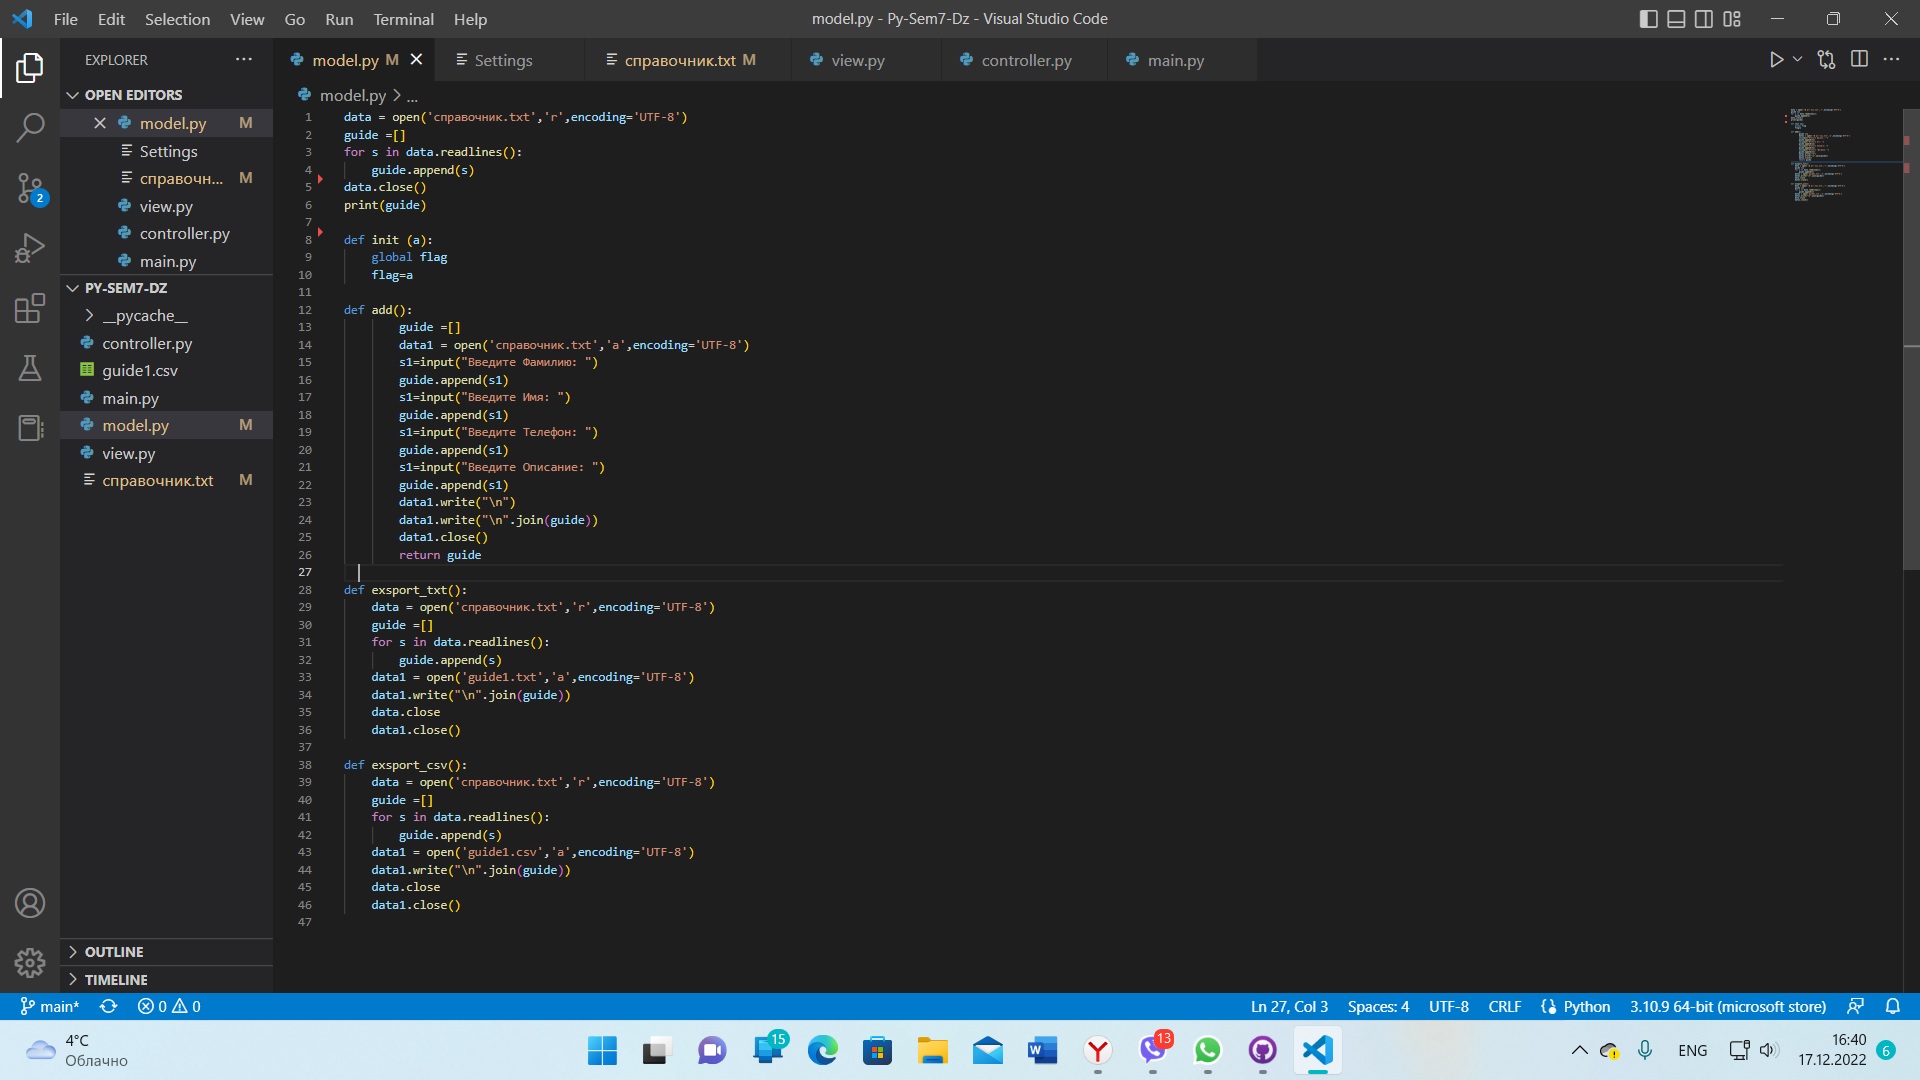 File Edit Selection View Go Run Terminal Help
model.py - Py-Sem7-Dz - Visual Studio Code
EXPLORER
model.py M
Settings
справочник.txt M
view.py
controller.py
main.py
OPEN EDITORS
model.py M
Settings
справочн... M
view.py
controller.py
main.py
PY-SEM7-DZ
__pycache__
controller.py
guide1.csv
main.py
model.py M
view.py
справочник.txt M
OUTLINE
TIMELINE
model.py > ...
1 data = open('справочник.txt','r',encoding='UTF-8')
2 guide =[]
3 for s in data.readlines():
4     guide.append(s)
5 data.close()
6 print(guide)
7
8 def init (a):
9     global flag
10     flag=a
11
12 def add():
13         guide =[]
14         data1 = open('справочник.txt','a',encoding='UTF-8')
15         s1=input("Введите Фамилию: ")
16         guide.append(s1)
17         s1=input("Введите Имя: ")
18         guide.append(s1)
19         s1=input("Введите Телефон: ")
20         guide.append(s1)
21         s1=input("Введите Описание: ")
22         guide.append(s1)
23         data1.write("\n")
24         data1.write("\n".join(guide))
25         data1.close()
26         return guide
27
28 def exsport_txt():
29     data = open('справочник.txt','r',encoding='UTF-8')
30     guide =[]
31     for s in data.readlines():
32         guide.append(s)
33     data1 = open('guide1.txt','a',encoding='UTF-8')
34     data1.write("\n".join(guide))
35     data.close
36     data1.close()
37
38 def exsport_csv():
39     data = open('справочник.txt','r',encoding='UTF-8')
40     guide =[]
41     for s in data.readlines():
42         guide.append(s)
43     data1 = open('guide1.csv','a',encoding='UTF-8')
44     data1.write("\n".join(guide))
45     data.close
46     data1.close()
47
2
main* 0 0
Ln 27, Col 3 Spaces: 4 UTF-8 CRLF Python 3.10.9 64-bit (microsoft store)
4°C
Облачно
15
13
ENG
16:40
17.12.2022
6